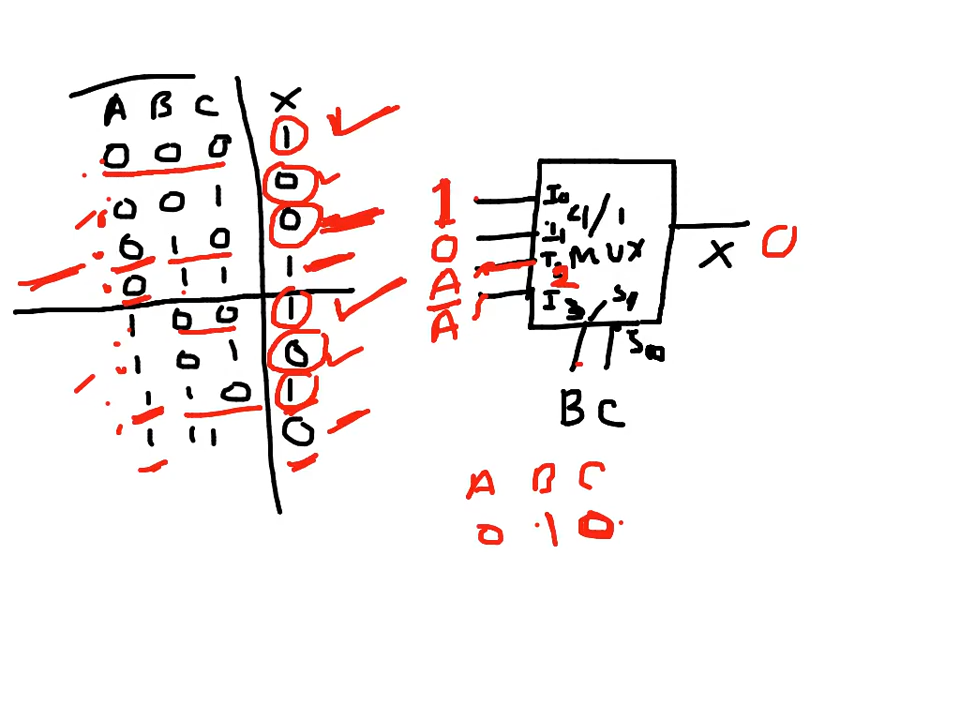 A B C X
0 0 0 1
0 0 1 0
0 1 0 0
0 1 1 1
1 0 0 1
1 0 1 0
1 1 0 1
1 1 1 0
1 I0 4/1
0 I1 MUX X 0
A I2 2
A̅ I3 S1
S0
B C
A B C
0 1 0